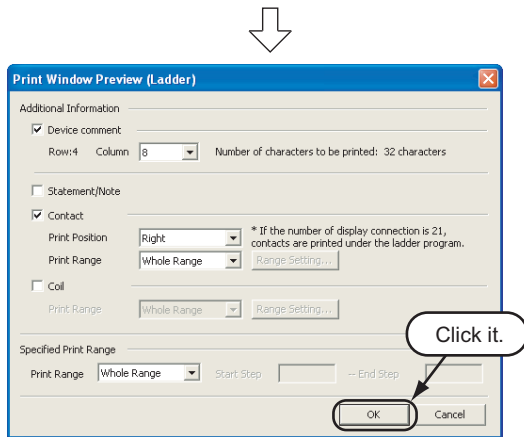 Print Window Preview (Ladder)
Additional Information
Device comment
Row:4 Column 8 Number of characters to be printed: 32 characters
Statement/Note
Contact
Print Position Right * If the number of display connection is 21,
contacts are printed under the ladder program.
Print Range Whole Range Range Setting...
Coil
Print Range Whole Range Range Setting...
Click it.
Specified Print Range
Print Range Whole Range Start Step -- End Step
OK Cancel